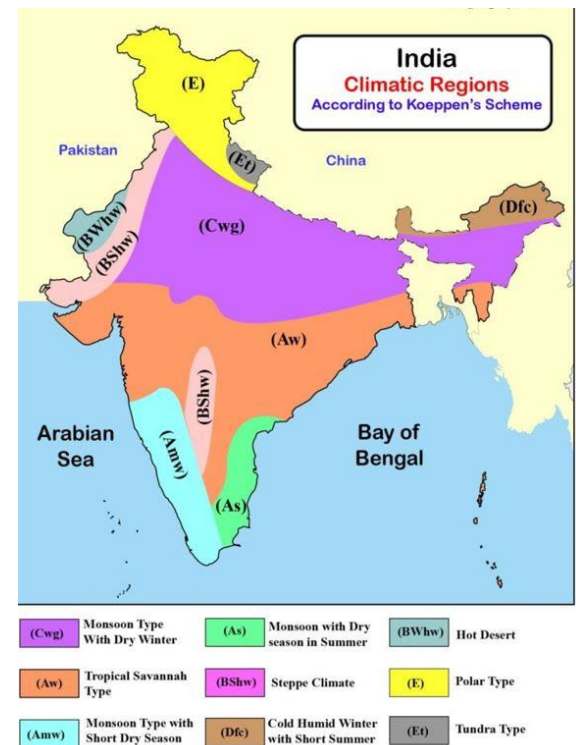 India
Climatic Regions
According to Koeppen's Scheme
(E)
Pakistan
(Et)
China
(Dfc)
(BWhw)
(BShw)
(Cwg)
(Aw)
(BShw)
Arabian
Sea
(Amw)
Bay of
Bengal
(As)
(Cwg)
Monsoon Type
With Dry Winter
(As)
Monsoon with Dry
season in Summer
(BWhw)
Hot Desert
(Aw)
Tropical Savannah
Type
(BShw)
Steppe Climate
(E)
Polar Type
(Amw)
Monsoon Type with
Short Dry Season
(Dfc)
Cold Humid Winter
with Short Summer
(Et)
Tundra Type